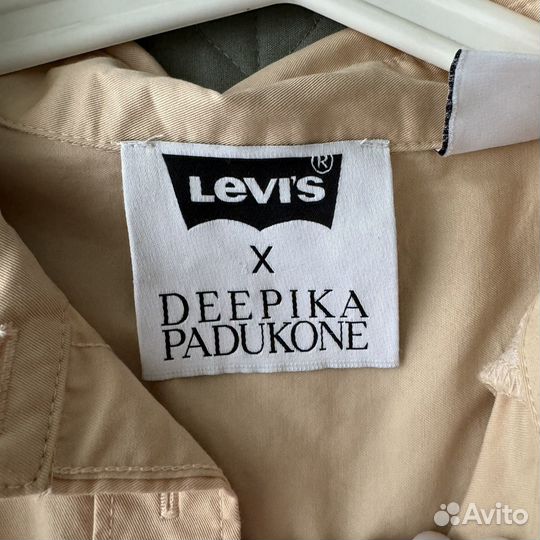 Levi's®
X
DEEPIKA
PADUKONE
Avito